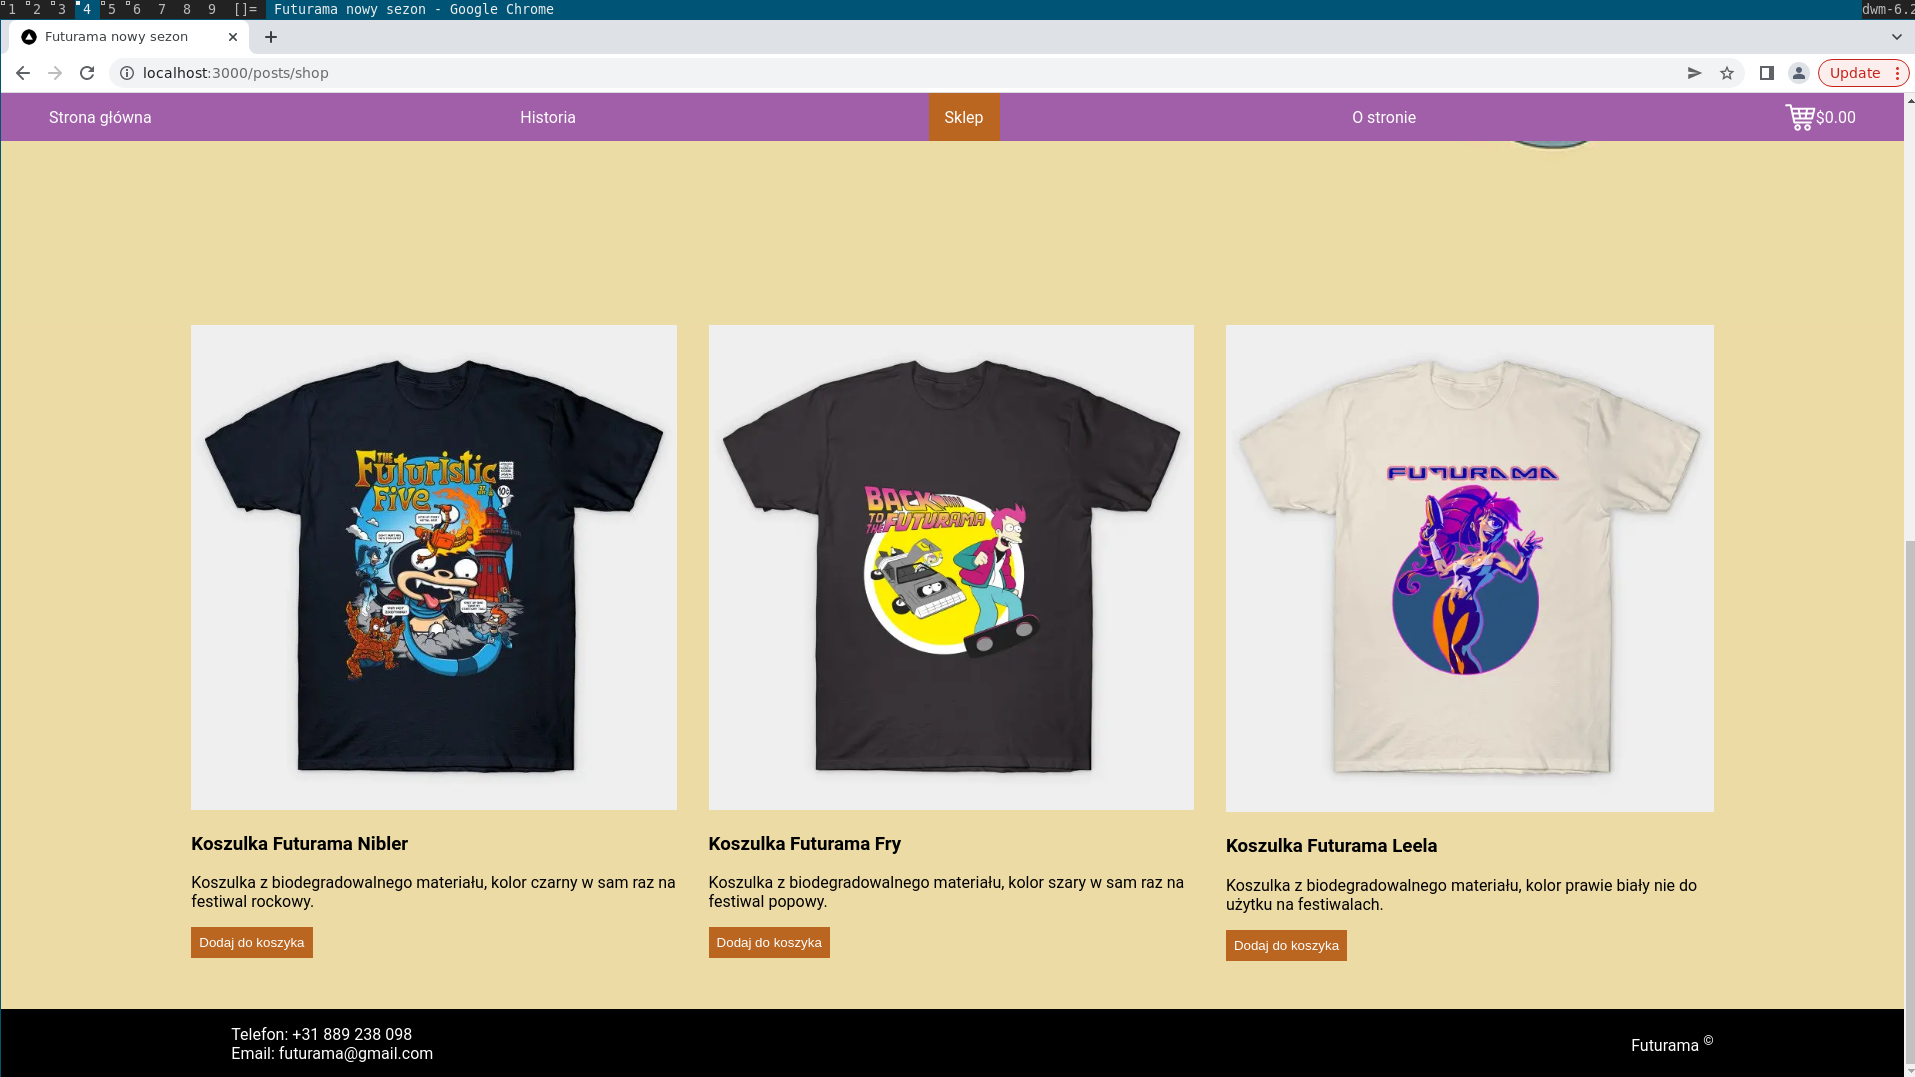 1 2 3 4 5 6 7 8 9 []= Futurama nowy sezon - Google Chrome dwm-6.2
Futurama nowy sezon
localhost:3000/posts/shop
Update
Strona główna Historia Sklep O stronie $0.00
THE
Futuristic
Five
BACK
TO
THE FUTURAMA
FUTURAMA
Koszulka Futurama Nibler
Koszulka z biodegradowalnego materiału, kolor czarny w sam raz na
festiwal rockowy.
Dodaj do koszyka
Koszulka Futurama Fry
Koszulka z biodegradowalnego materiału, kolor szary w sam raz na
festiwal popowy.
Dodaj do koszyka
Koszulka Futurama Leela
Koszulka z biodegradowalnego materiału, kolor prawie biały nie do
użytku na festiwalach.
Dodaj do koszyka
Telefon: +31 889 238 098
Email: futurama@gmail.com
Futurama ©